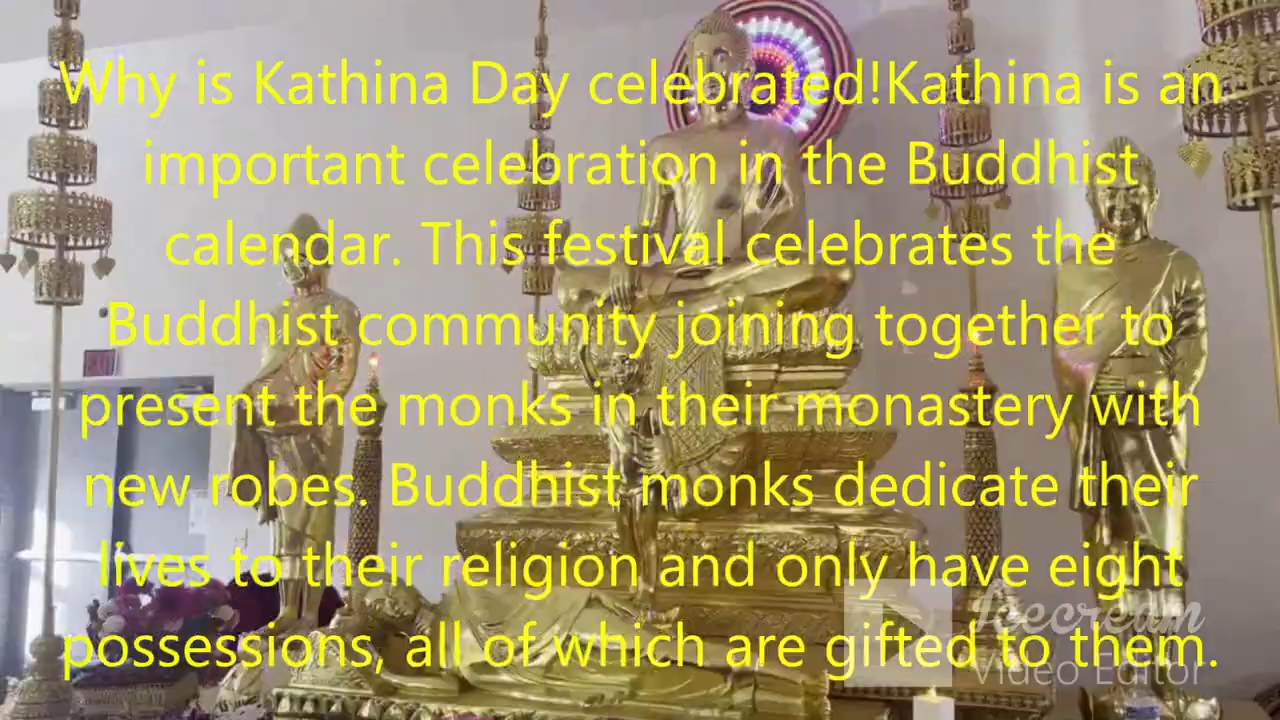 Why is Kathina Day celebrated!Kathina is an
important celebration in the Buddhist
calendar. This festival celebrates the
Buddhist community joining together to
present the monks in their monastery with
new robes. Buddhist monks dedicate their
lives to their religion and only have eight
possessions, all of which are gifted to them.
Icecream
Video Editor
EXIT